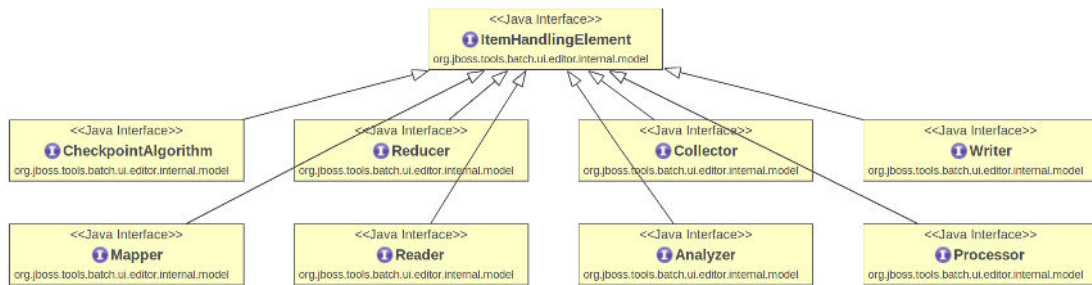 <<Java Interface>>
ItemHandlingElement
org.jboss.tools.batch.ui.editor.internal.model
<<Java Interface>>
CheckpointAlgorithm
org.jboss.tools.batch.ui.editor.internal.model
<<Java Interface>>
Reducer
org.jboss.tools.batch.ui.editor.internal.model
<<Java Interface>>
Collector
org.jboss.tools.batch.ui.editor.internal.model
<<Java Interface>>
Writer
org.jboss.tools.batch.ui.editor.internal.model
<<Java Interface>>
Mapper
org.jboss.tools.batch.ui.editor.internal.model
<<Java Interface>>
Reader
org.jboss.tools.batch.ui.editor.internal.model
<<Java Interface>>
Analyzer
org.jboss.tools.batch.ui.editor.internal.model
<<Java Interface>>
Processor
org.jboss.tools.batch.ui.editor.internal.model